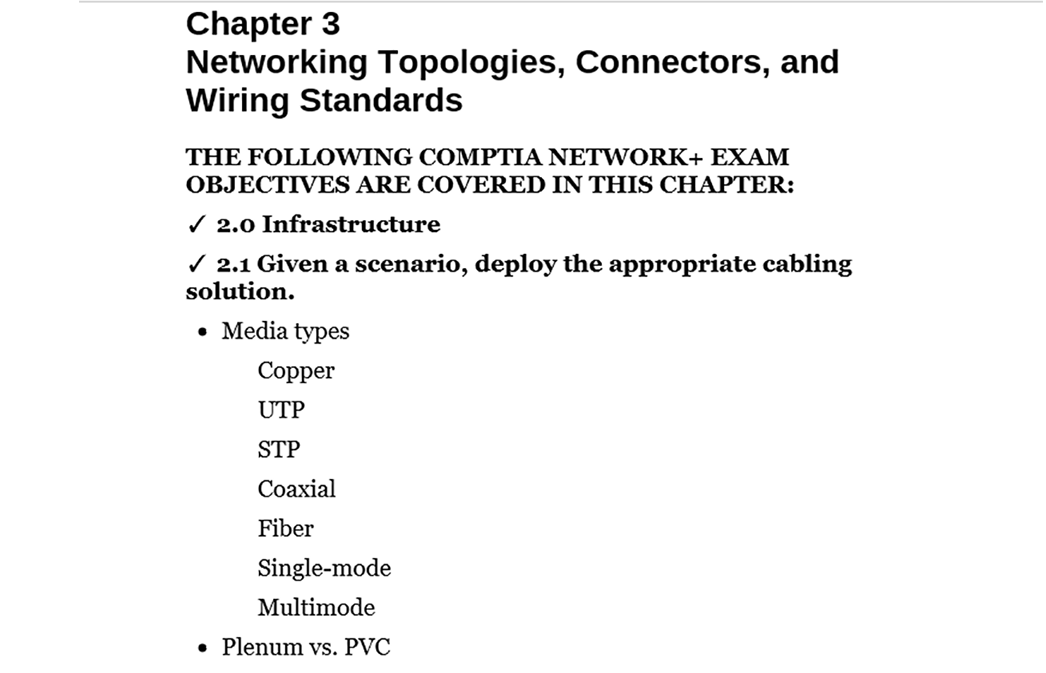 Chapter 3
Networking Topologies, Connectors, and
Wiring Standards
THE FOLLOWING COMPTIA NETWORK+ EXAM
OBJECTIVES ARE COVERED IN THIS CHAPTER:
✓ 2.0 Infrastructure
✓ 2.1 Given a scenario, deploy the appropriate cabling
solution.
• Media types
Copper
UTP
STP
Coaxial
Fiber
Single-mode
Multimode
• Plenum vs. PVC